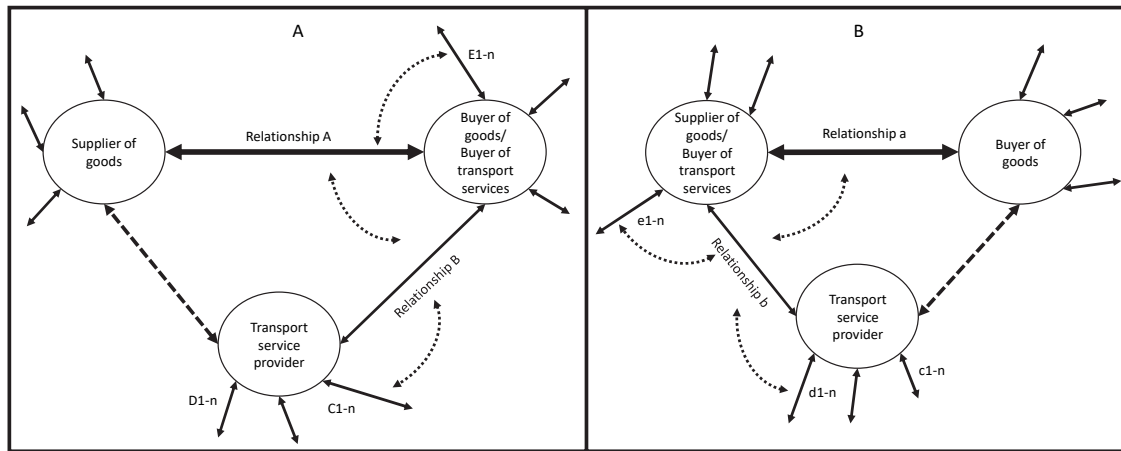 A
E1-n
Supplier of
goods
Relationship A
Buyer of
goods/
Buyer of
transport
services
Relationship B
Transport
service
provider
D1-n
C1-n
B
Supplier of
goods/
Buyer of
transport
services
Relationship a
Buyer
of goods
e1-n
Relationship b
Transport
service
provider
d1-n
c1-n